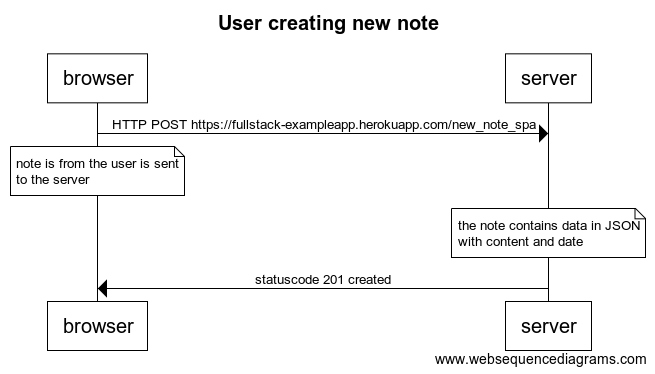 User creating new note
browser
server
HTTP POST https://fullstack-exampleapp.herokuapp.com/new_note_spa
note is from the user is sent
to the server
the note contains data in JSON
with content and date
statuscode 201 created
browser
server
www.websequencediagrams.com